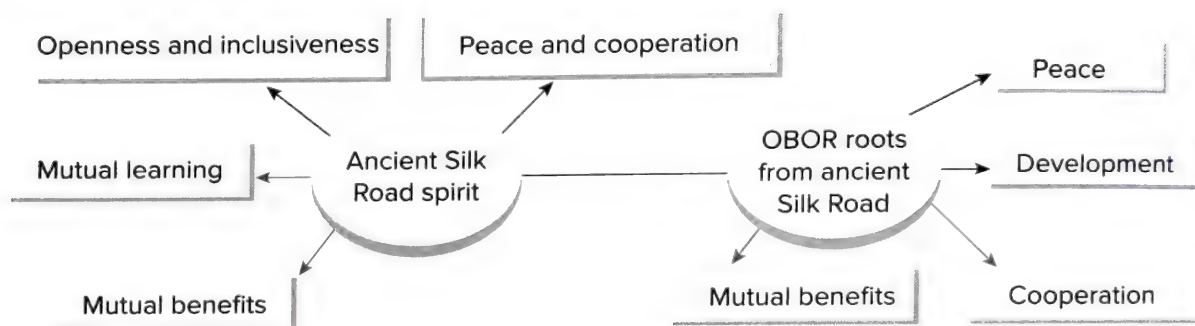 Openness and inclusiveness
Peace and cooperation
Peace
Mutual learning
Ancient Silk
Road spirit
OBOR roots
from ancient
Silk Road
Development
Mutual benefits
Mutual benefits
Cooperation